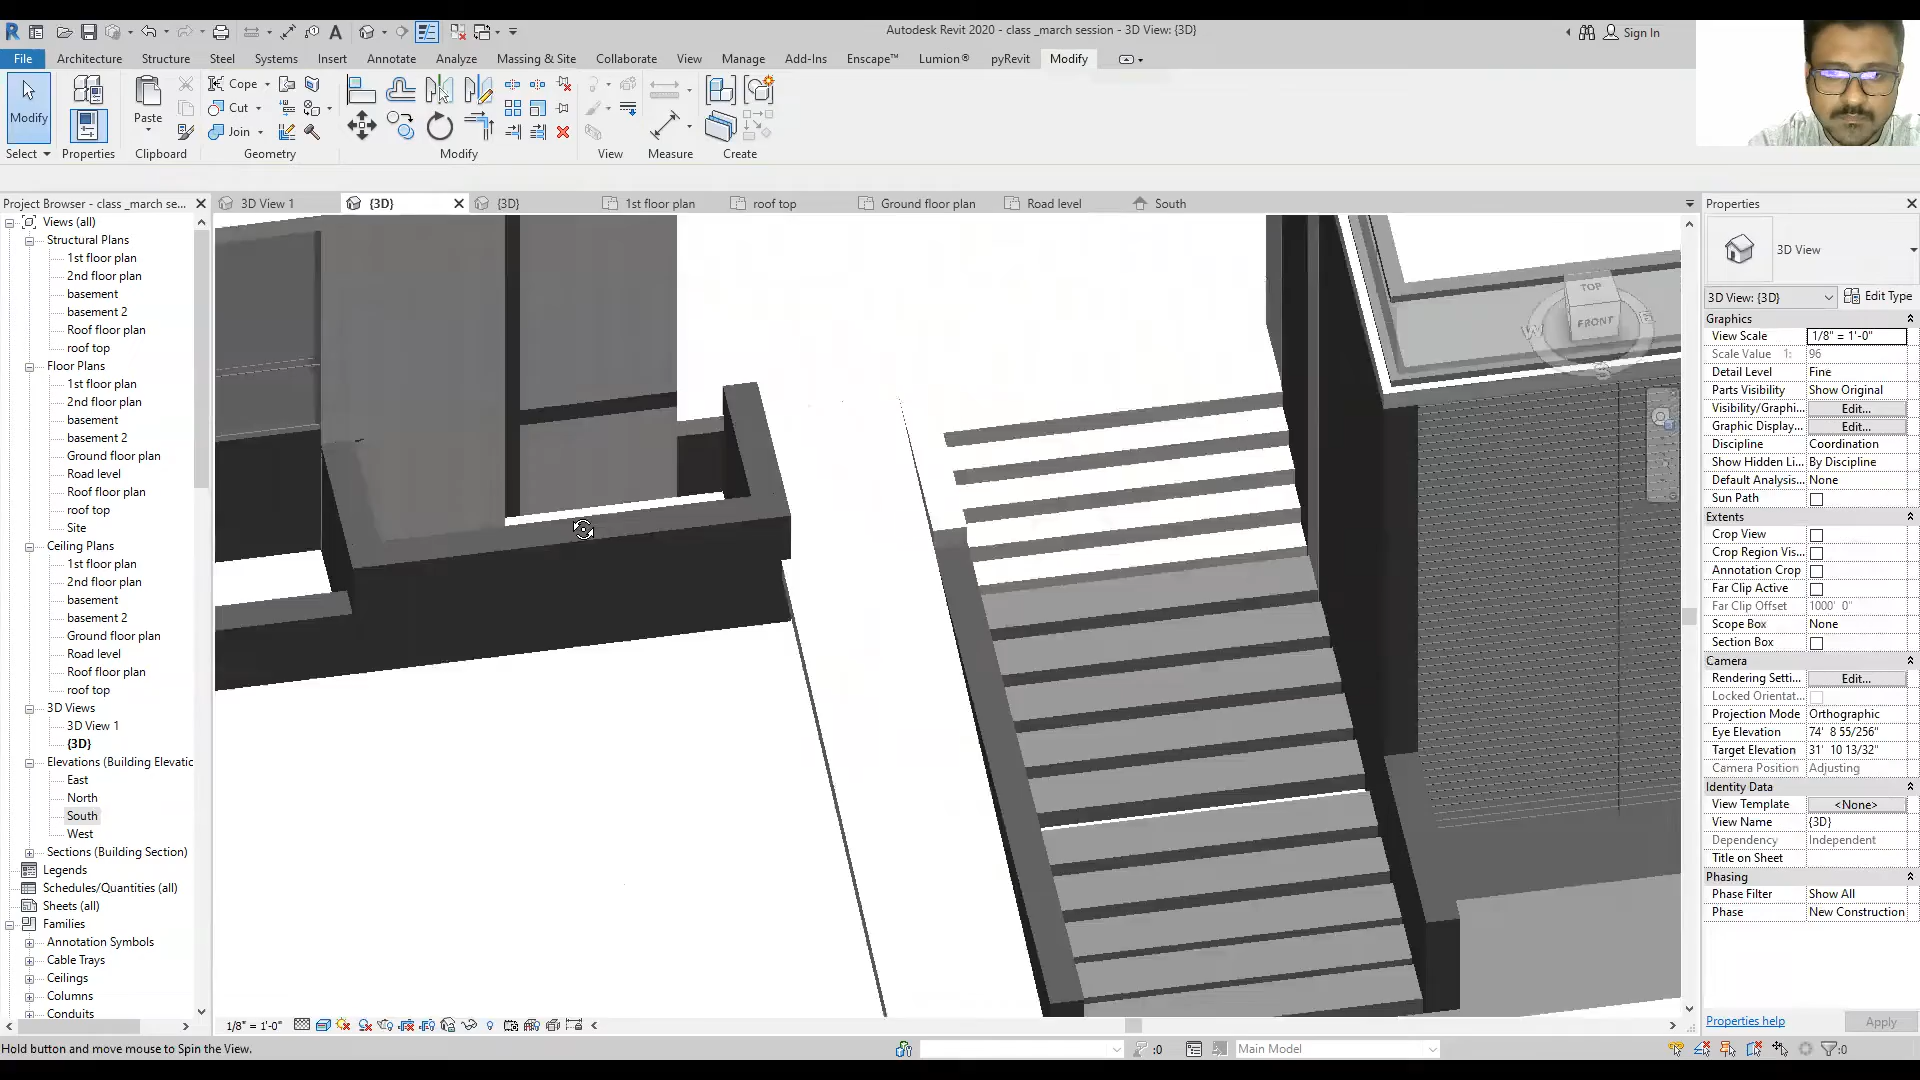 Autodesk Revit 2020 - class _march session - 3D View: {3D}
Sign In
File Architecture Structure Steel Systems Insert Annotate Analyze Massing & Site Collaborate View Manage Add-Ins Enscape™ Lumion® pyRevit Modify
Modify
Paste
Cope
Cut
Join
Select Properties Clipboard Geometry Modify View Measure Create
Project Browser - class _march se...
3D View 1 {3D} {3D} 1st floor plan roof top Ground floor plan Road level South
Views (all)
Structural Plans
1st floor plan
2nd floor plan
basement
basement 2
Roof floor plan
roof top
Floor Plans
1st floor plan
2nd floor plan
basement
basement 2
Ground floor plan
Road level
Roof floor plan
roof top
Site
Ceiling Plans
1st floor plan
2nd floor plan
basement
basement 2
Ground floor plan
Road level
Roof floor plan
roof top
3D Views
3D View 1
{3D}
Elevations (Building Elevatic
East
North
South
West
Sections (Building Section)
Legends
Schedules/Quantities (all)
Sheets (all)
Families
Annotation Symbols
Cable Trays
Ceilings
Columns
Conduits
TOP
FRONT
W
S
Properties
3D View
3D View: {3D} Edit Type
Graphics
View Scale 1/8" = 1'-0"
Scale Value 1: 96
Detail Level Fine
Parts Visibility Show Original
Visibility/Graphi... Edit...
Graphic Display... Edit...
Discipline Coordination
Show Hidden Li... By Discipline
Default Analysis... None
Sun Path
Extents
Crop View
Crop Region Vis...
Annotation Crop
Far Clip Active
Far Clip Offset 1000' 0"
Scope Box None
Section Box
Camera
Rendering Setti... Edit...
Locked Orientat...
Projection Mode Orthographic
Eye Elevation 74' 8 55/256"
Target Elevation 31' 10 13/32"
Camera Position Adjusting
Identity Data
View Template <None>
View Name {3D}
Dependency Independent
Title on Sheet
Phasing
Phase Filter Show All
Phase New Construction
Properties help Apply
1/8" = 1'-0"
Hold button and move mouse to Spin the View.
:0
Main Model
:0